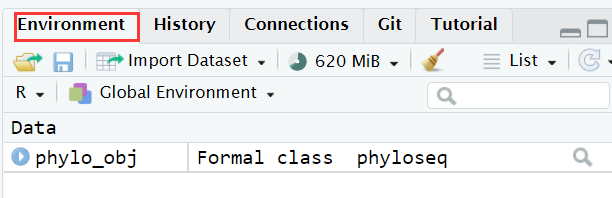 Environment History Connections Git Tutorial
Import Dataset 620 MiB List
R Global Environment
Data
phylo_obj Formal class phyloseq